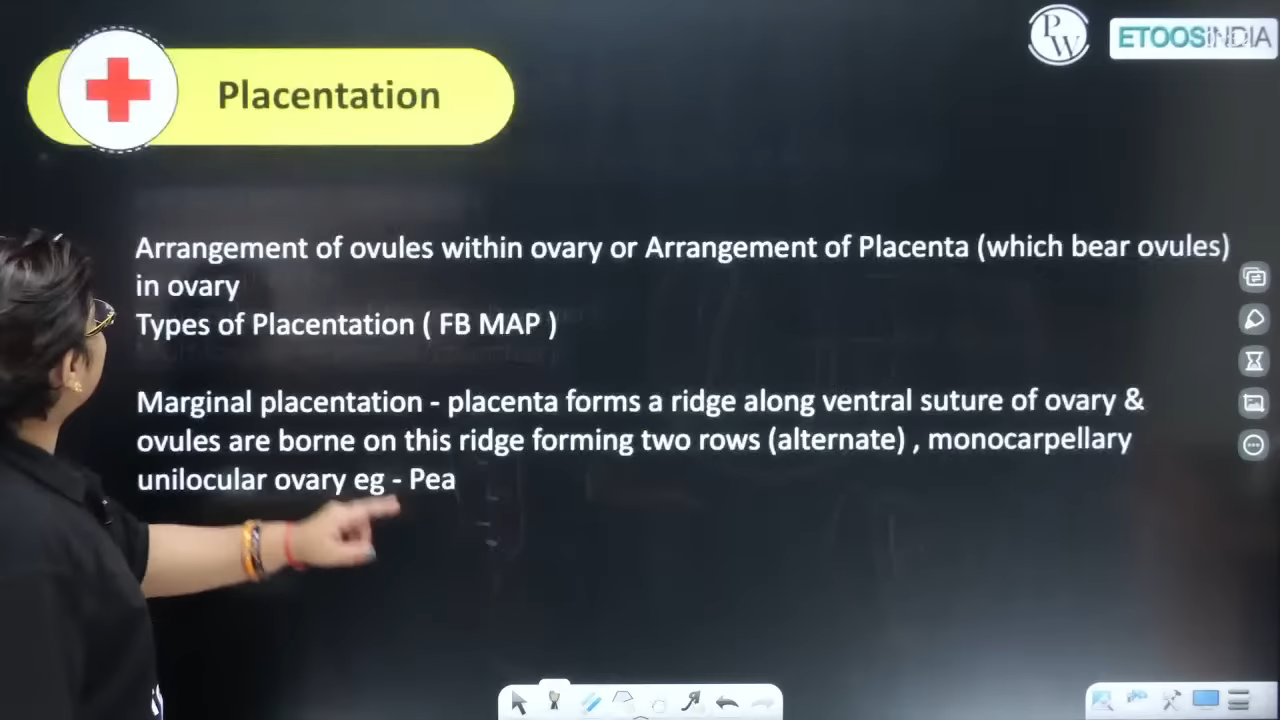 PW
ETOOSINDIA
Placentation
Arrangement of ovules within ovary or Arrangement of Placenta (which bear ovules)
in ovary
Types of Placentation ( FB MAP )
Marginal placentation - placenta forms a ridge along ventral suture of ovary &
ovules are borne on this ridge forming two rows (alternate) , monocarpellary
unilocular ovary eg - Pea